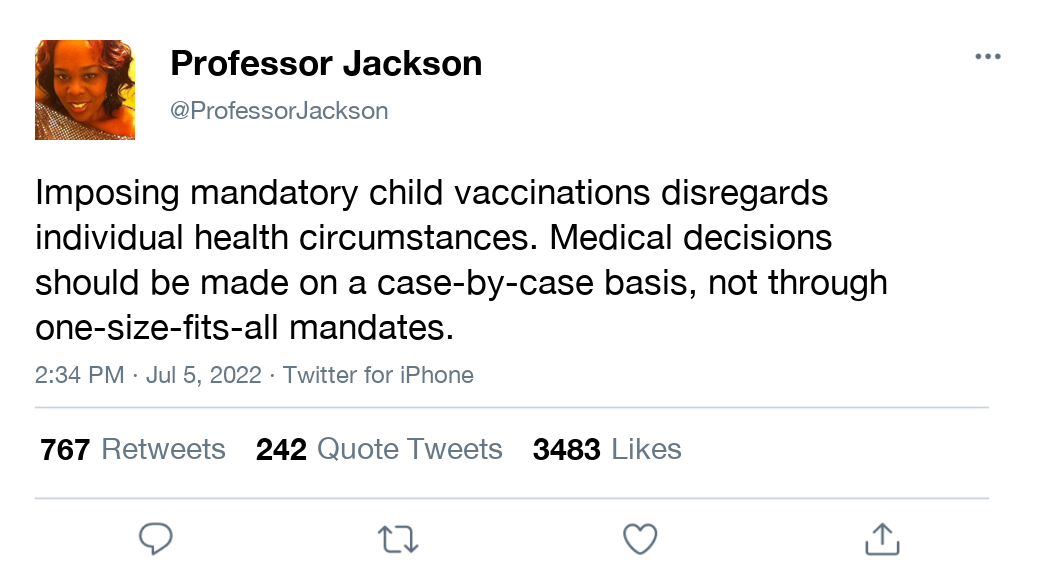 Professor Jackson
@ProfessorJackson
Imposing mandatory child vaccinations disregards
individual health circumstances. Medical decisions
should be made on a case-by-case basis, not through
one-size-fits-all mandates.
2:34 PM · Jul 5, 2022 · Twitter for iPhone
767 Retweets 242 Quote Tweets 3483 Likes